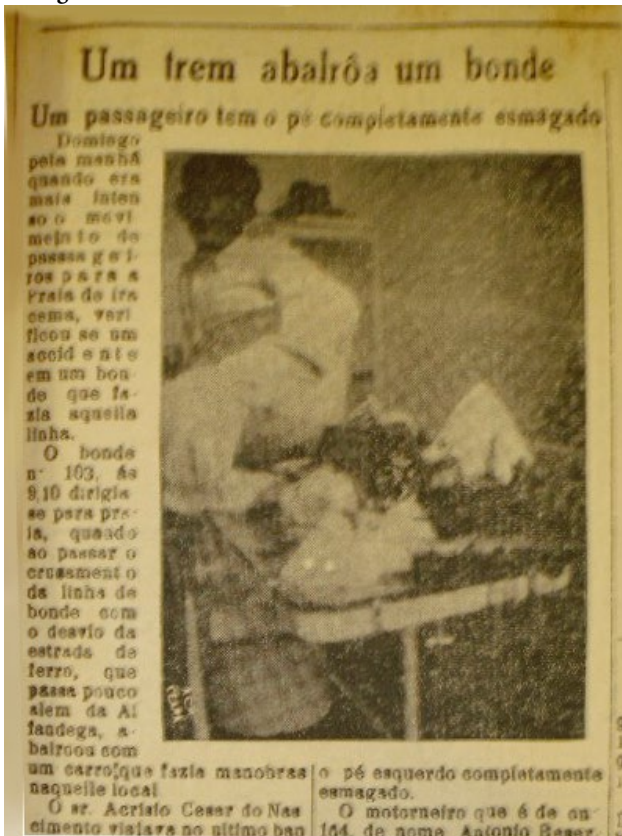 Um trem abalrôa um bonde
Um passageiro tem o pé completamente esmagado
Domingo
pela manhã
quando era
mais inten
so o movi
mento de
passagei-
ros para a
Praia de Ira
cema, veri
ficou se um
accidente
em um bon
de que fa-
zia aquella
linha.
O bonde
n· 103, ás
9,10 dirigia
se para pra-
ia, quando
ao passar o
crusamento
da linha de
bonde com
o desvio da
estrada de
ferro, que
passa pouco
alem da Al
fandega, a-
balroou com
um carro que fazia manobras
naquelle local
O sr. Acrisio Cesar do Nas
cimento viajava no ultimo ban
o pé esquerdo completamente
esmagado.
O motorneiro que é de
164, de nome Antonio